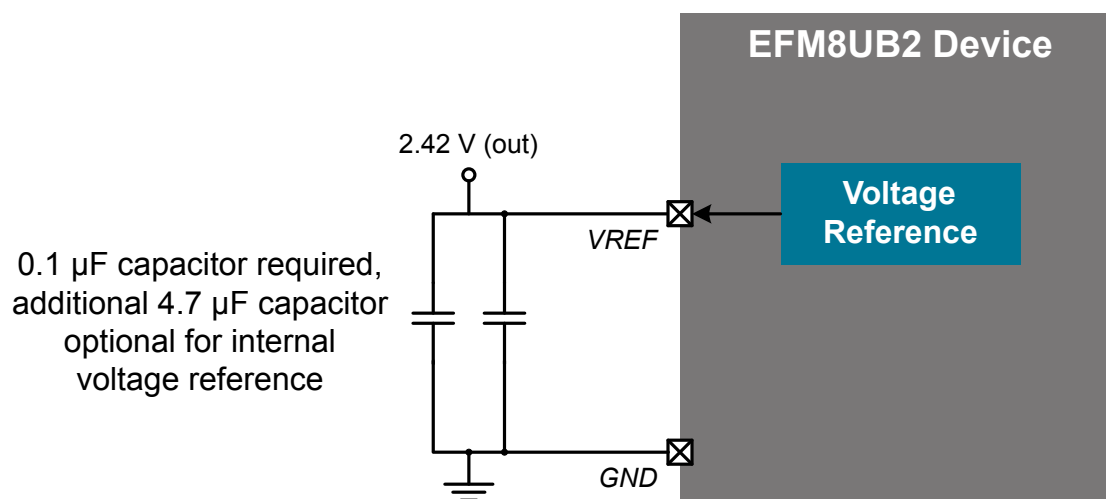 EFM8UB2 Device
2.42 V (out)
Voltage
Reference
VREF
0.1 µF capacitor required,
additional 4.7 µF capacitor
optional for internal
voltage reference
GND